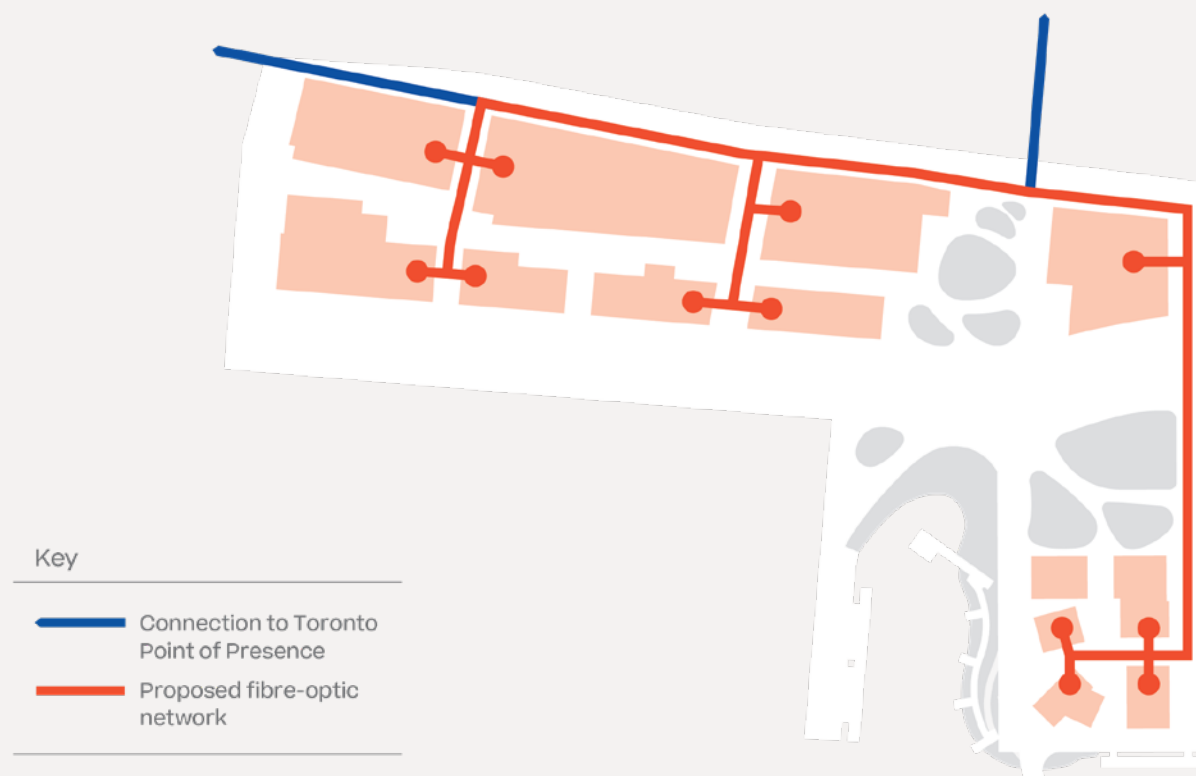 Key
Connection to Toronto
Point of Presence
Proposed fibre-optic
network